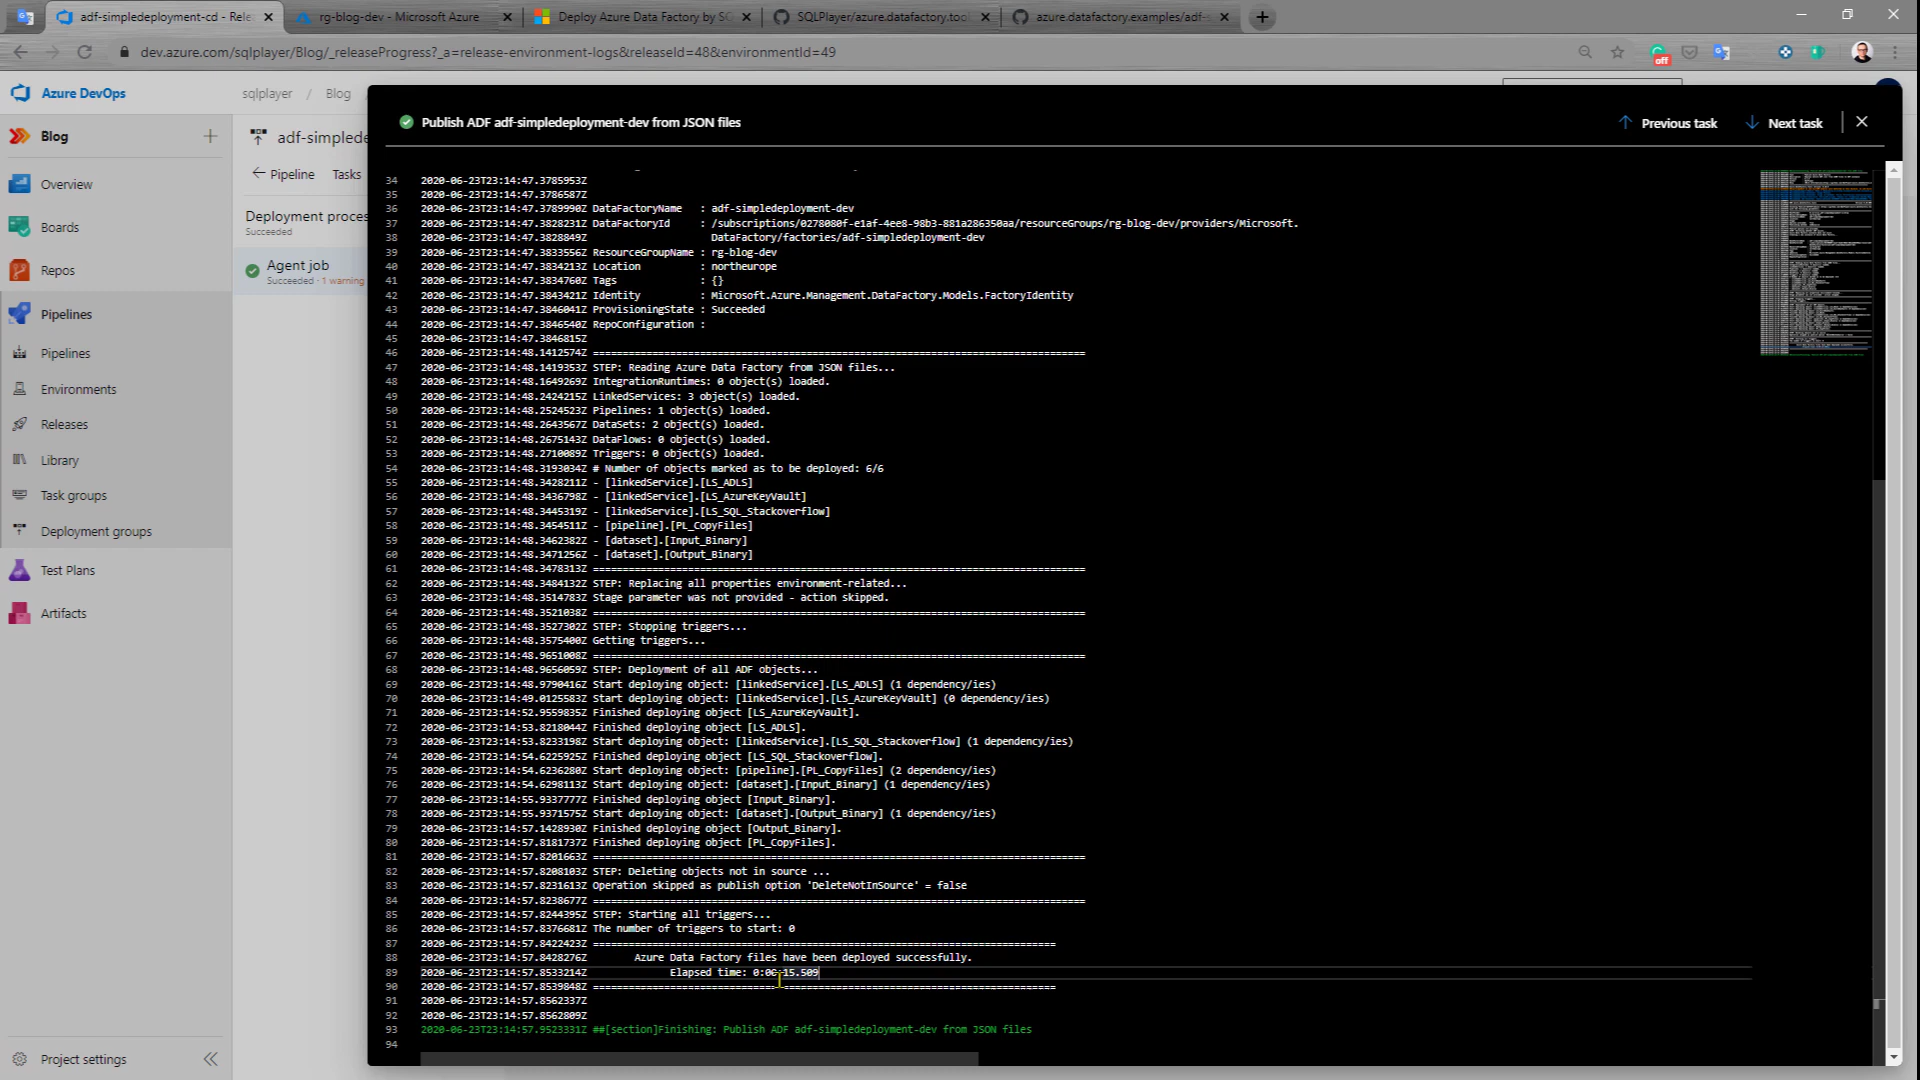 adf-simpledeployment-cd - Rele
rg-blog-dev - Microsoft Azure
Deploy Azure Data Factory by SQ
SQLPlayer/azure.datafactory.tool
azure.datafactory.examples/adf-s
dev.azure.com/sqlplayer/Blog/_releaseProgress?_a=release-environment-logs&releaseId=48&environmentId=49
off
Azure DevOps
sqlplayer / Blog /
Blog
Overview
Boards
Repos
Pipelines
Pipelines
Environments
Releases
Library
Task groups
Deployment groups
Test Plans
Artifacts
Project settings
adf-simplede
Pipeline
Tasks
Deployment proces
Succeeded
Agent job
Succeeded · 1 warning
Publish ADF adf-simpledeployment-dev from JSON files
Previous task
Next task
34 2020-06-23T23:14:47.3785953Z
35 2020-06-23T23:14:47.3786587Z
36 2020-06-23T23:14:47.3789990Z DataFactoryName : adf-simpledeployment-dev
37 2020-06-23T23:14:47.3828231Z DataFactoryId : /subscriptions/0278080f-e1af-4ee8-98b3-881a286350aa/resourceGroups/rg-blog-dev/providers/Microsoft.
38 2020-06-23T23:14:47.3828849Z DataFactory/factories/adf-simpledeployment-dev
39 2020-06-23T23:14:47.3833556Z ResourceGroupName : rg-blog-dev
40 2020-06-23T23:14:47.3834213Z Location : northeurope
41 2020-06-23T23:14:47.3834760Z Tags : {}
42 2020-06-23T23:14:47.3843421Z Identity : Microsoft.Azure.Management.DataFactory.Models.FactoryIdentity
43 2020-06-23T23:14:47.3846041Z ProvisioningState : Succeeded
44 2020-06-23T23:14:47.3846540Z RepoConfiguration :
45 2020-06-23T23:14:47.3846815Z
46 2020-06-23T23:14:48.1412574Z ===================================================================================
47 2020-06-23T23:14:48.1419353Z STEP: Reading Azure Data Factory from JSON files...
48 2020-06-23T23:14:48.1649269Z IntegrationRuntimes: 0 object(s) loaded.
49 2020-06-23T23:14:48.2424215Z LinkedServices: 3 object(s) loaded.
50 2020-06-23T23:14:48.2524523Z Pipelines: 1 object(s) loaded.
51 2020-06-23T23:14:48.2643567Z DataSets: 2 object(s) loaded.
52 2020-06-23T23:14:48.2675143Z DataFlows: 0 object(s) loaded.
53 2020-06-23T23:14:48.2710089Z Triggers: 0 object(s) loaded.
54 2020-06-23T23:14:48.3193034Z # Number of objects marked as to be deployed: 6/6
55 2020-06-23T23:14:48.3428211Z - [linkedService].[LS_ADLS]
56 2020-06-23T23:14:48.3436798Z - [linkedService].[LS_AzureKeyVault]
57 2020-06-23T23:14:48.3445319Z - [linkedService].[LS_SQL_Stackoverflow]
58 2020-06-23T23:14:48.3454511Z - [pipeline].[PL_CopyFiles]
59 2020-06-23T23:14:48.3462382Z - [dataset].[Input_Binary]
60 2020-06-23T23:14:48.3471256Z - [dataset].[Output_Binary]
61 2020-06-23T23:14:48.3478313Z ===================================================================================
62 2020-06-23T23:14:48.3484132Z STEP: Replacing all properties environment-related...
63 2020-06-23T23:14:48.3514783Z Stage parameter was not provided - action skipped.
64 2020-06-23T23:14:48.3521038Z ===================================================================================
65 2020-06-23T23:14:48.3527302Z STEP: Stopping triggers...
66 2020-06-23T23:14:48.3575400Z Getting triggers...
67 2020-06-23T23:14:48.9651008Z ===================================================================================
68 2020-06-23T23:14:48.9656059Z STEP: Deployment of all ADF objects...
69 2020-06-23T23:14:48.9790416Z Start deploying object: [linkedService].[LS_ADLS] (1 dependency/ies)
70 2020-06-23T23:14:49.0125583Z Start deploying object: [linkedService].[LS_AzureKeyVault] (0 dependency/ies)
71 2020-06-23T23:14:52.9559835Z Finished deploying object [LS_AzureKeyVault].
72 2020-06-23T23:14:53.8218044Z Finished deploying object [LS_ADLS].
73 2020-06-23T23:14:53.8233198Z Start deploying object: [linkedService].[LS_SQL_Stackoverflow] (1 dependency/ies)
74 2020-06-23T23:14:54.6225925Z Finished deploying object [LS_SQL_Stackoverflow].
75 2020-06-23T23:14:54.6236280Z Start deploying object: [pipeline].[PL_CopyFiles] (2 dependency/ies)
76 2020-06-23T23:14:54.6298113Z Start deploying object: [dataset].[Input_Binary] (1 dependency/ies)
77 2020-06-23T23:14:55.9337777Z Finished deploying object [Input_Binary].
78 2020-06-23T23:14:55.9371575Z Start deploying object: [dataset].[Output_Binary] (1 dependency/ies)
79 2020-06-23T23:14:57.1428930Z Finished deploying object [Output_Binary].
80 2020-06-23T23:14:57.8181737Z Finished deploying object [PL_CopyFiles].
81 2020-06-23T23:14:57.8201663Z ===================================================================================
82 2020-06-23T23:14:57.8208103Z STEP: Deleting objects not in source ...
83 2020-06-23T23:14:57.8231613Z Operation skipped as publish option 'DeleteNotInSource' = false
84 2020-06-23T23:14:57.8238677Z ===================================================================================
85 2020-06-23T23:14:57.8244395Z STEP: Starting all triggers...
86 2020-06-23T23:14:57.8376681Z The number of triggers to start: 0
87 2020-06-23T23:14:57.8422423Z ==============================================================================
88 2020-06-23T23:14:57.8428276Z Azure Data Factory files have been deployed successfully.
89 2020-06-23T23:14:57.8533214Z Elapsed time: 0:00:15.509
90 2020-06-23T23:14:57.8539848Z ==============================================================================
91 2020-06-23T23:14:57.8562337Z
92 2020-06-23T23:14:57.8562809Z
93 2020-06-23T23:14:57.9523331Z ##[section]Finishing: Publish ADF adf-simpledeployment-dev from JSON files
94